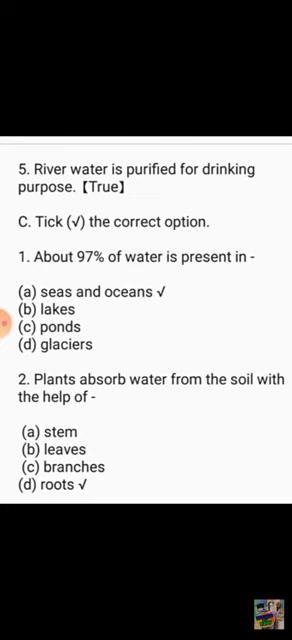 5. River water is purified for drinking
purpose.【True】
C. Tick (√) the correct option.
1. About 97% of water is present in -
(a) seas and oceans √
(b) lakes
(c) ponds
(d) glaciers
2. Plants absorb water from the soil with
the help of -
(a) stem
(b) leaves
(c) branches
(d) roots √